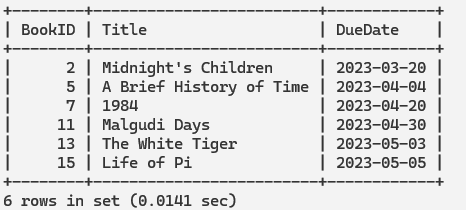 +--------+-------------------------+------------+
| BookID | Title                   | DueDate    |
+--------+-------------------------+------------+
|      2 | Midnight's Children     | 2023-03-20 |
|      5 | A Brief History of Time | 2023-04-04 |
|      7 | 1984                    | 2023-04-20 |
|     11 | Malgudi Days            | 2023-04-30 |
|     13 | The White Tiger         | 2023-05-03 |
|     15 | Life of Pi              | 2023-05-05 |
+--------+-------------------------+------------+
6 rows in set (0.0141 sec)